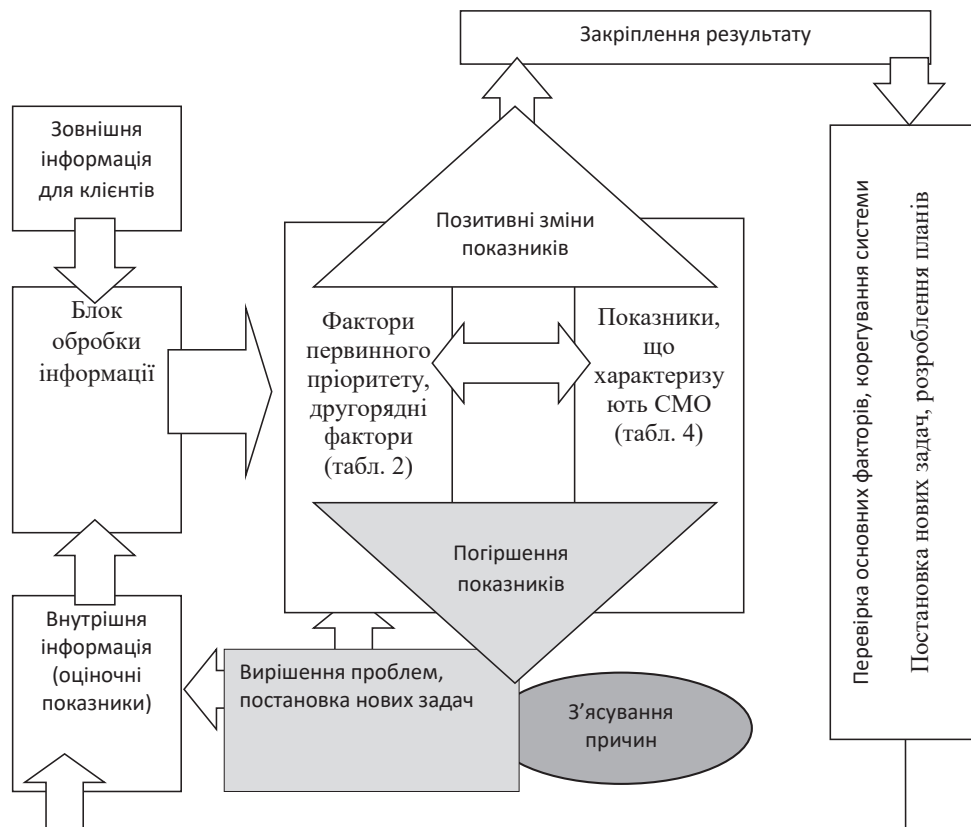 Закріплення результату
Зовнішня
інформація
для клієнтів
Позитивні зміни
показників
Блок
обробки
інформації
Фактори
первинного
пріоритету,
другорядні
фактори
(табл. 2)
Показники,
що
характеризу
ють СМО
(табл. 4)
Погіршення
показників
Внутрішня
інформація
(оціночні
показники)
Вирішення проблем,
постановка нових задач
З’ясування
причин
Перевірка основних факторів, корегування системи
Постановка нових задач, розроблення планів